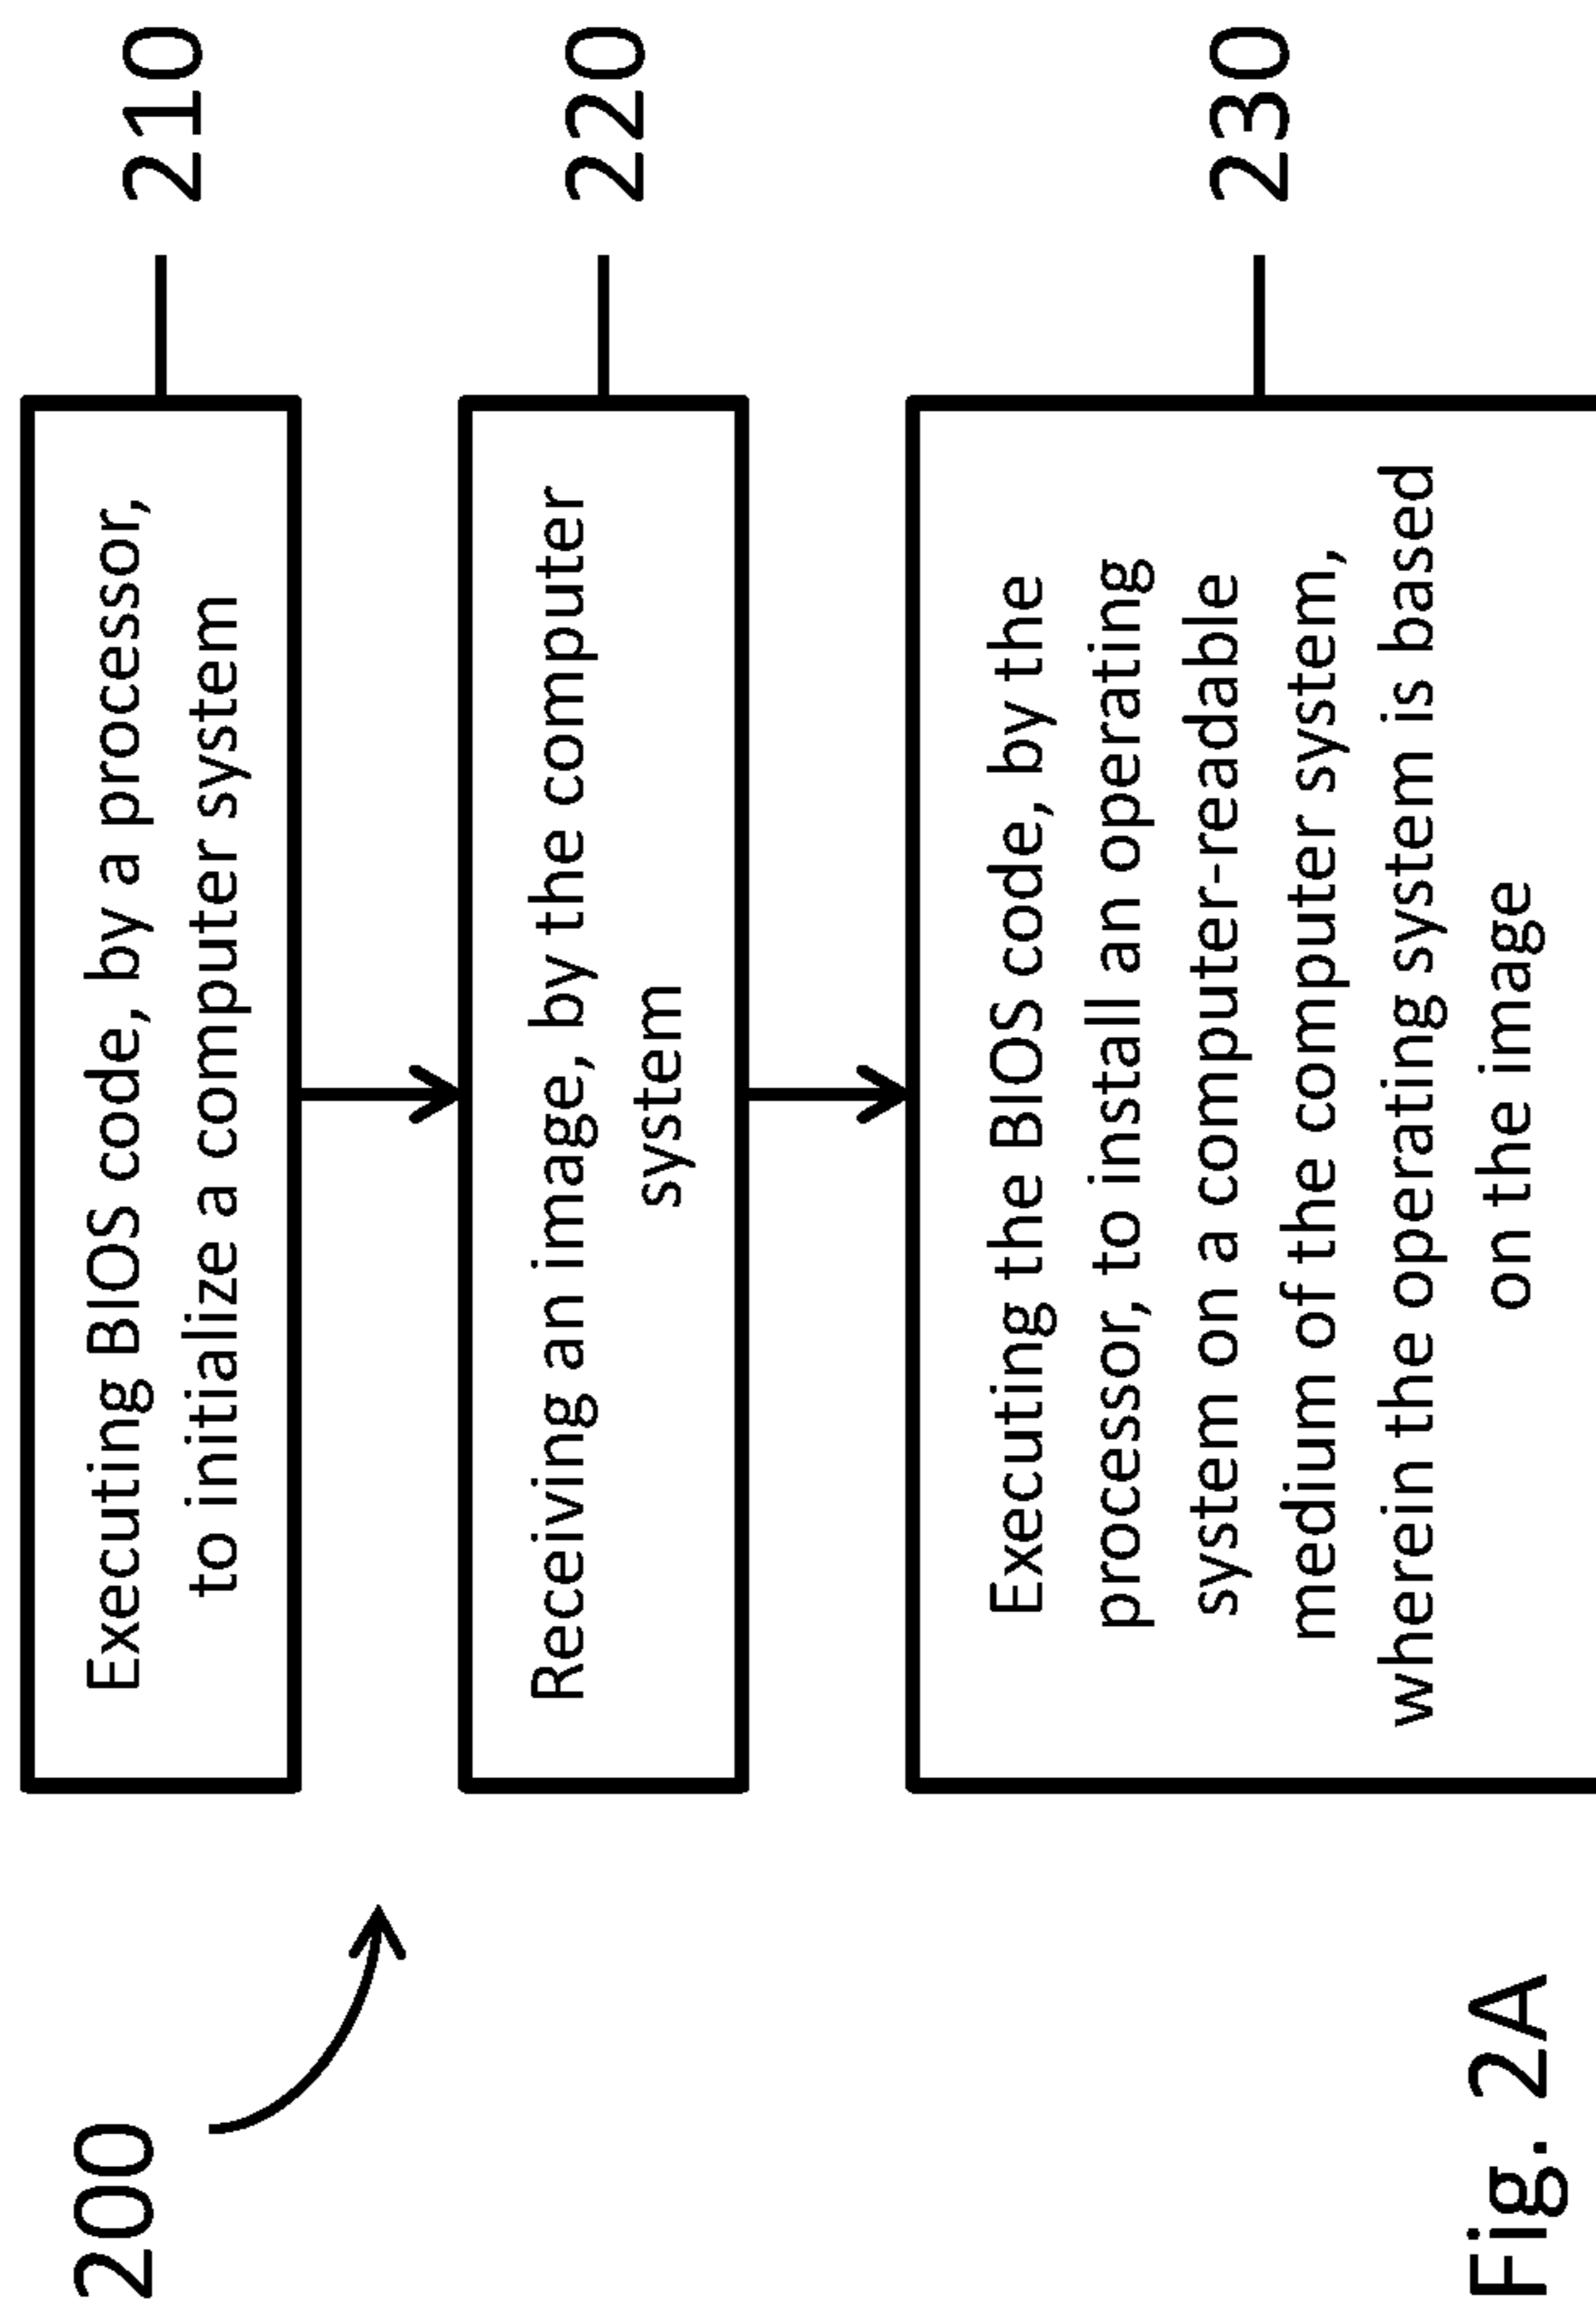 200
Executing BIOS code, by a processor,
to initialize a computer system
210
Receiving an image, by the computer
system
220
Executing the BIOS code, by the
processor, to install an operating
system on a computer-readable
medium of the computer system,
wherein the operating system is based
on the image
230
Fig. 2A